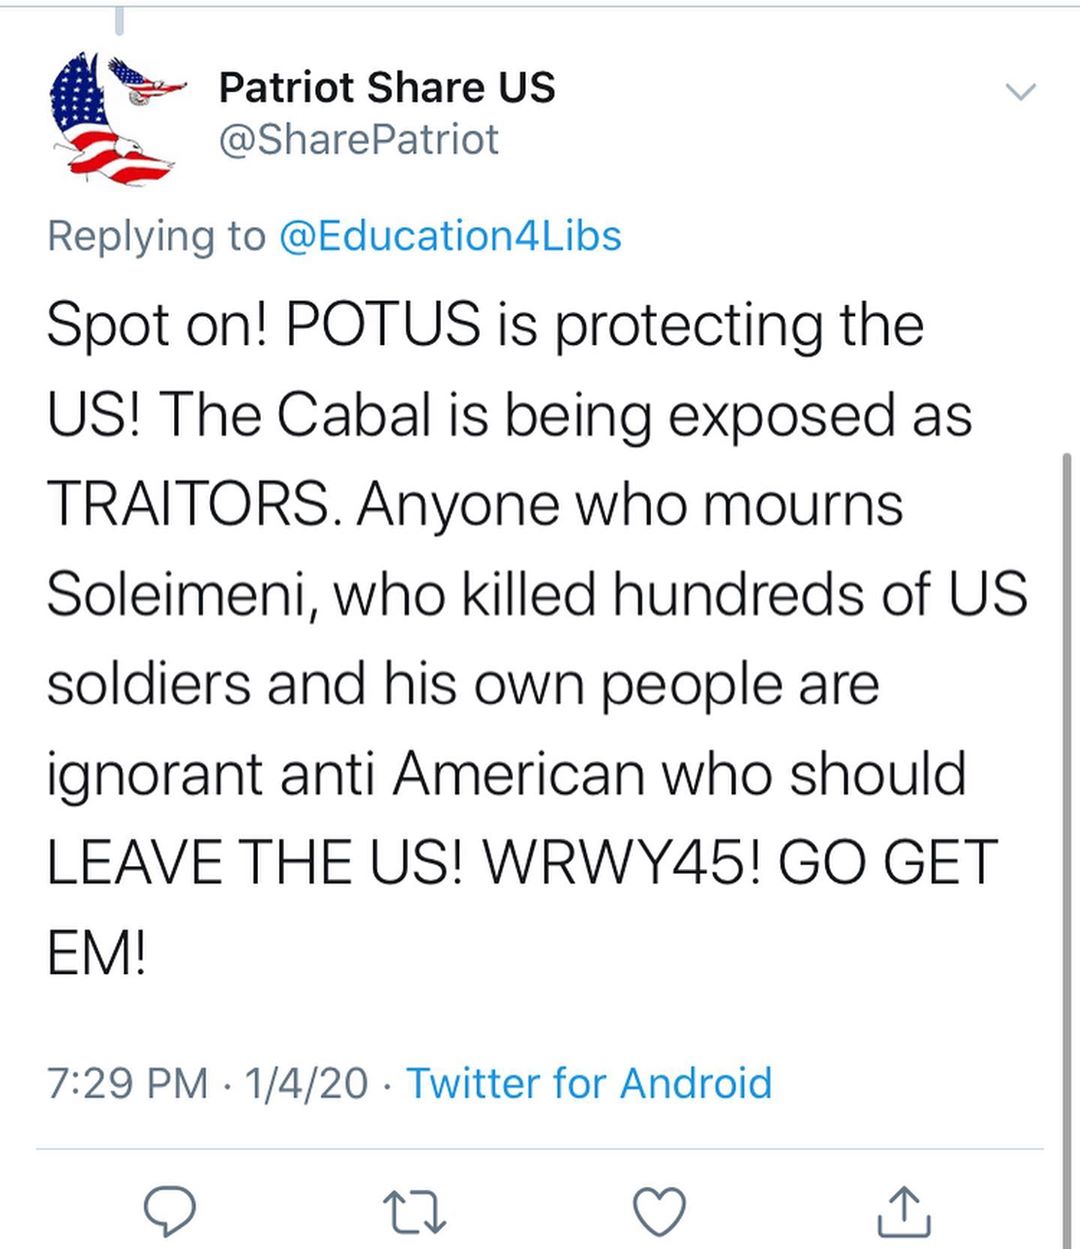 Patriot Share US
@SharePatriot
Replying to @Education4Libs
Spot on! POTUS is protecting the
US! The Cabal is being exposed as
TRAITORS. Anyone who mourns
Soleimeni, who killed hundreds of US
soldiers and his own people are
ignorant anti American who should
LEAVE THE US! WRWY45! GO GET
EM!
7:29 PM · 1/4/20 · Twitter for Android